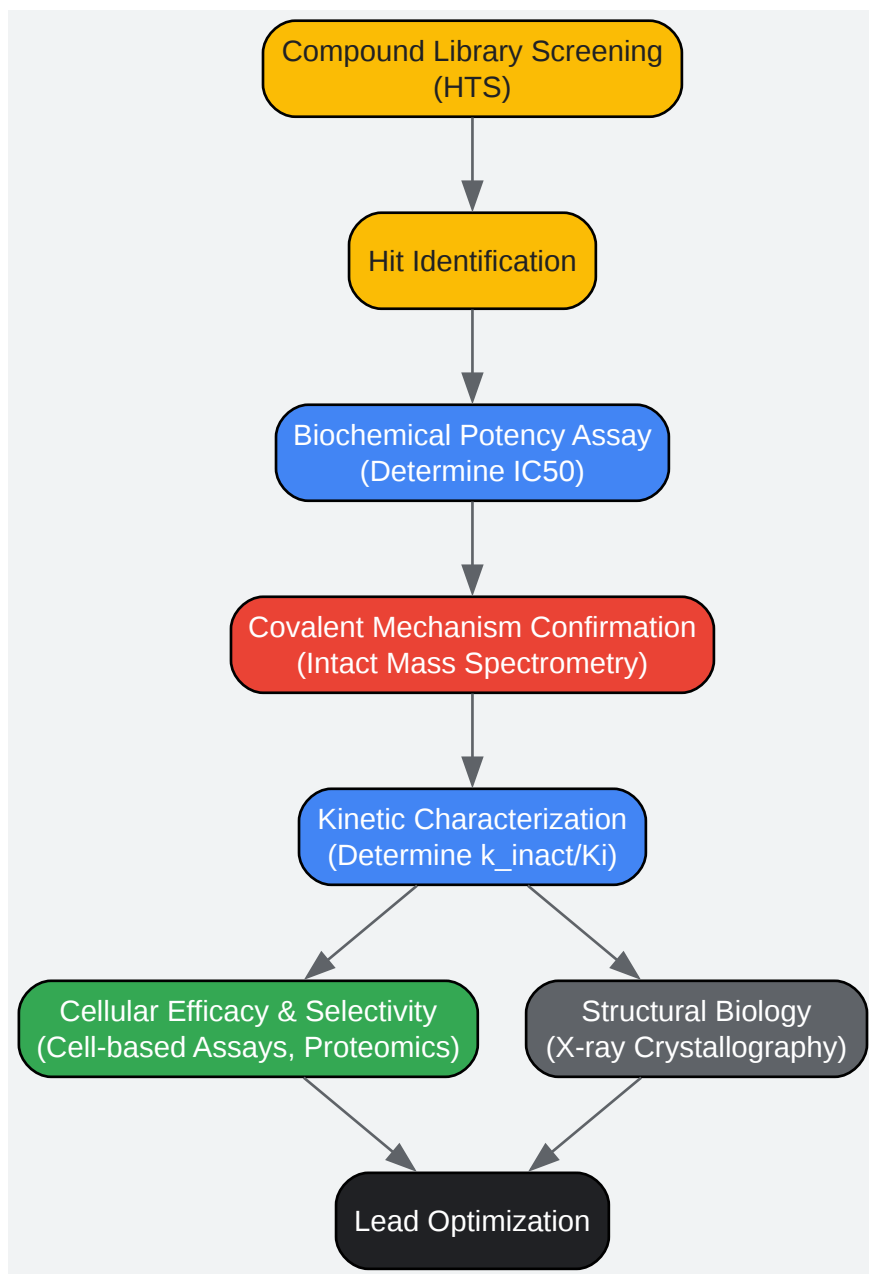 Compound Library Screening
(HTS)
Hit Identification
Biochemical Potency Assay
(Determine IC50)
Covalent Mechanism Confirmation
(Intact Mass Spectrometry)
Kinetic Characterization
(Determine k_inact/Ki)
Cellular Efficacy & Selectivity
(Cell-based Assays, Proteomics)
Structural Biology
(X-ray Crystallography)
Lead Optimization